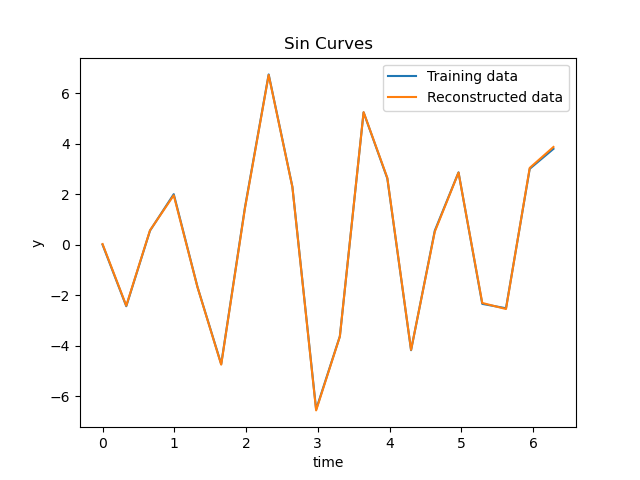 Sin Curves
Training data
Reconstructed data
6
4
2
0
−2
−4
−6
y
0 1 2 3 4 5 6
time